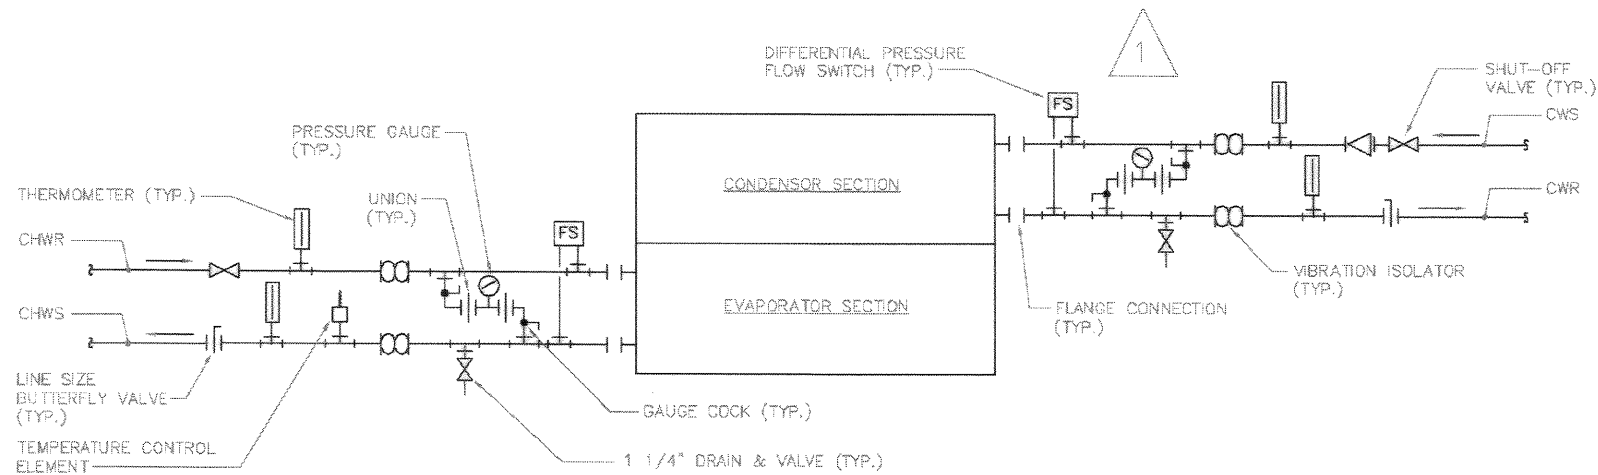 DIFFERENTIAL PRESSURE
FLOW SWITCH (TYP.)
1
SHUT-OFF
VALVE (TYP.)
FS
CWS
PRESSURE GAUGE
(TYP.)
CONDENSOR SECTION
CWR
THERMOMETER (TYP.)
UNION
(TYP.)
FS
CHWR
VIBRATION ISOLATOR
(TYP.)
EVAPORATOR SECTION
FLANGE CONNECTION
(TYP.)
CHWS
LINE SIZE
BUTTERFLY VALVE
(TYP.)
GAUGE COCK (TYP.)
TEMPERATURE CONTROL
ELEMENT
1 1/4" DRAIN & VALVE (TYP.)